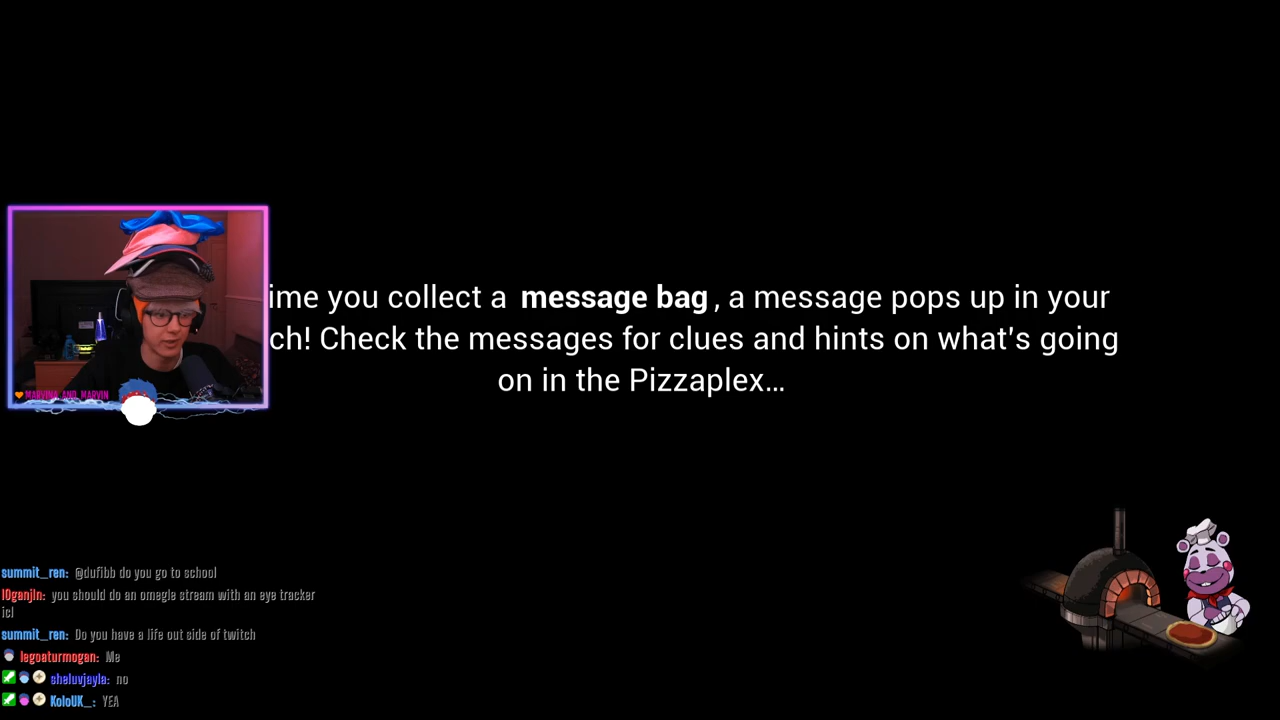 ime you collect a message bag, a message pops up in your
ch! Check the messages for clues and hints on what's going
on in the Pizzaplex...
MARVINS_AND_MARVIN
summit_ren: @dufibb do you go to school
l0ganjln: you should do an omegle stream with an eye tracker
icl
summit_ren: Do you have a life out side of twitch
legoaturmogan: Me
sheluvjayla: no
KoloUK_: YEA